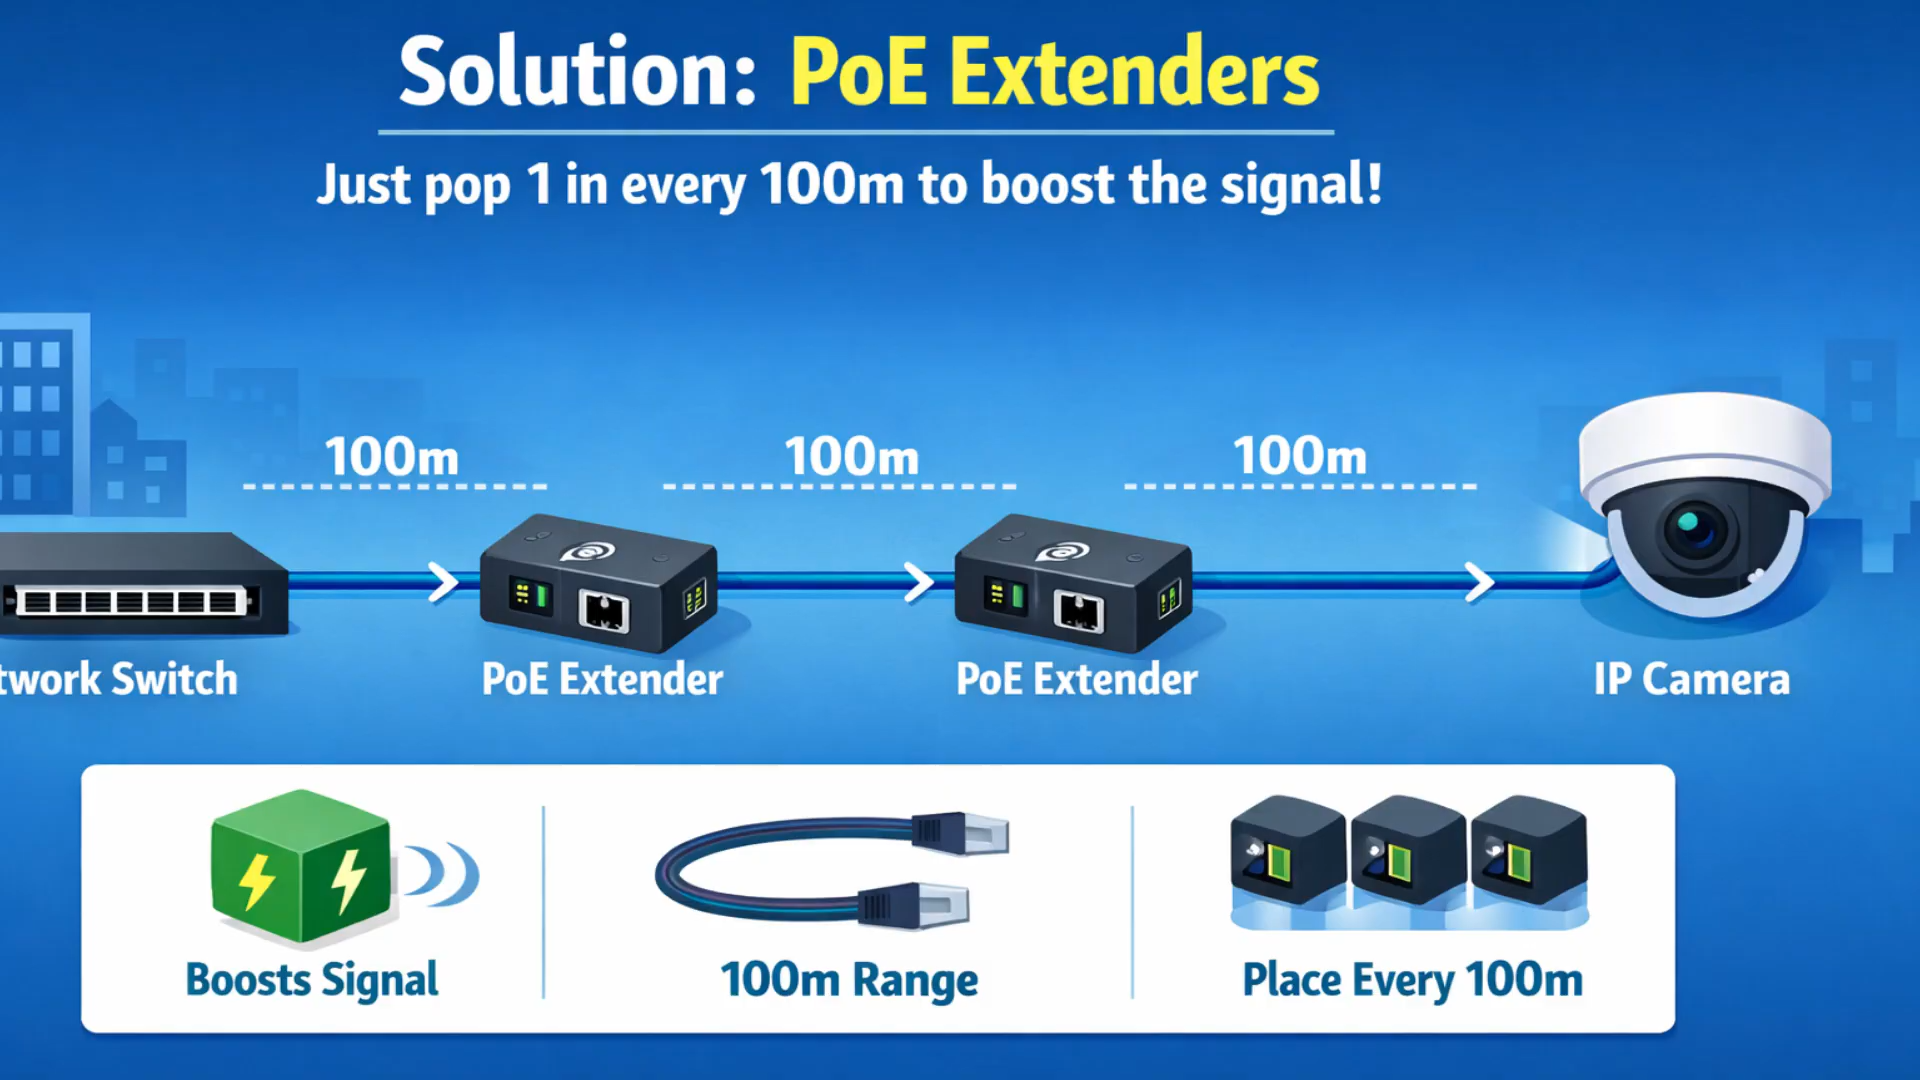 Solution: PoE Extenders
Just pop 1 in every 100m to boost the signal!
100m
100m
100m
twork Switch
PoE Extender
PoE Extender
IP Camera
Boosts Signal
100m Range
Place Every 100m